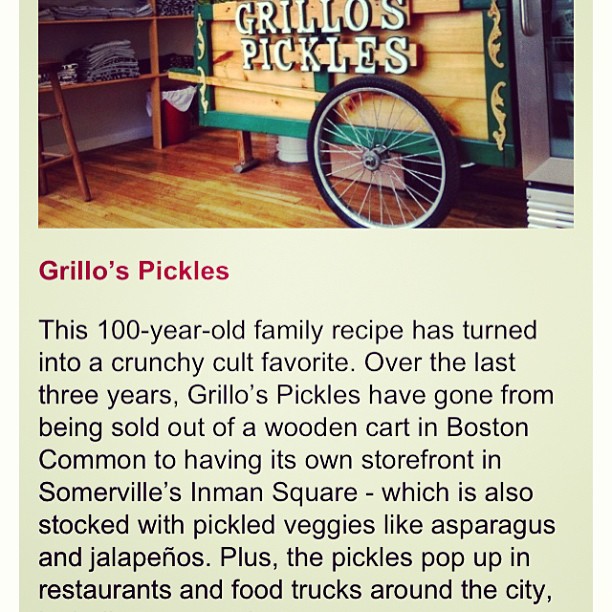 GRILLO'S
PICKLES
Grillo's Pickles
This 100-year-old family recipe has turned
into a crunchy cult favorite. Over the last
three years, Grillo's Pickles have gone from
being sold out of a wooden cart in Boston
Common to having its own storefront in
Somerville's Inman Square - which is also
stocked with pickled veggies like asparagus
and jalapeños. Plus, the pickles pop up in
restaurants and food trucks around the city,